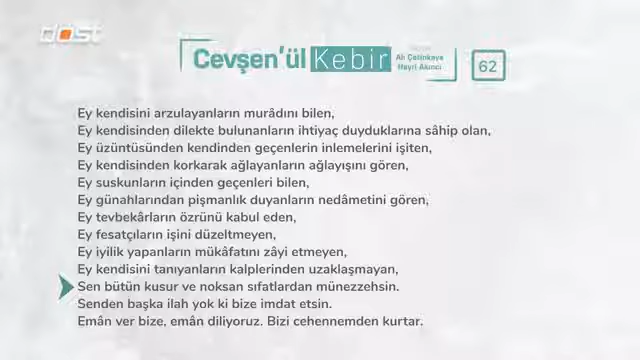 Dost
Cevşen'ül Kebir
Ali Çetinkaya
Hayri Akıncı
62
Ey kendisini arzulayanların murâdını bilen,
Ey kendisinden dilekte bulunanların ihtiyaç duyduklarına sâhip olan,
Ey üzüntüsünden kendinden geçenlerin inlemelerini işiten,
Ey kendisinden korkarak ağlayanların ağlayışını gören,
Ey suskunların içinden geçenleri bilen,
Ey günahlarından pişmanlık duyanların nedâmetini gören,
Ey tevbekârların özrünü kabul eden,
Ey fesatçıların işini düzeltmeyen,
Ey iyilik yapanların mükâfatını zâyi etmeyen,
Ey kendisini tanıyanların kalplerinden uzaklaşmayan,
Sen bütün kusur ve noksan sıfatlardan münezzehsin.
Senden başka ilah yok ki bize imdat etsin.
Emân ver bize, emân diliyoruz. Bizi cehennemden kurtar.